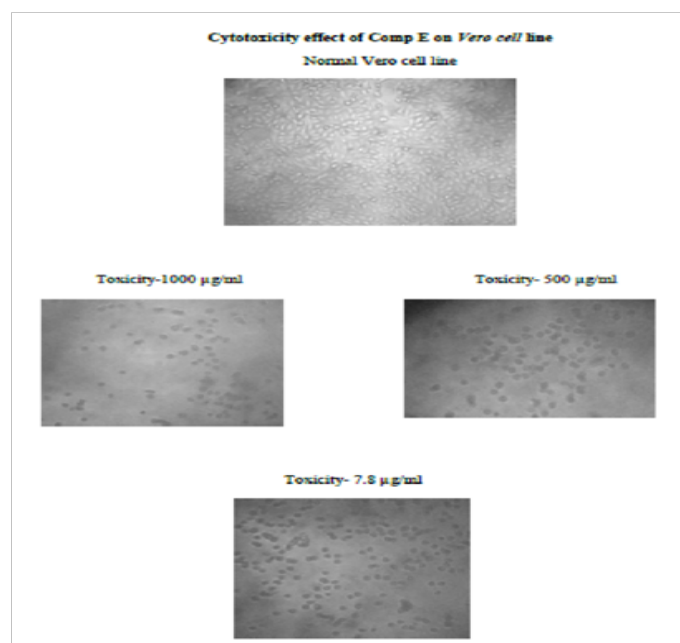 Cytotoxicity effect of Comp E on Vero cell line
Normal Vero cell line
Toxicity-1000 µg/ml
Toxicity- 500 µg/ml
Toxicity- 7.8 µg/ml